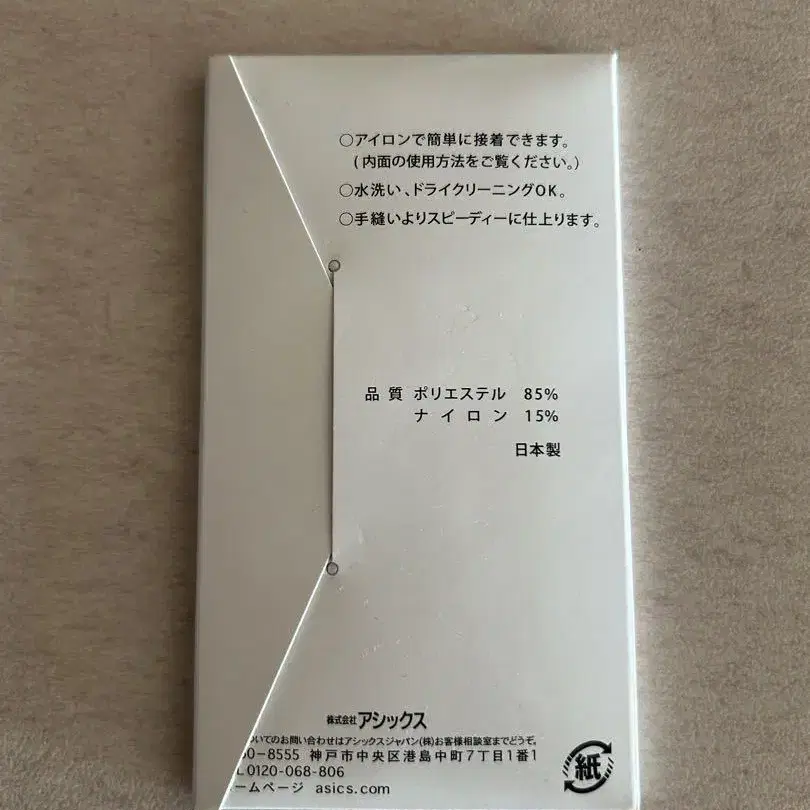 ○アイロンで簡単に接着できます。
(内面の使用方法をご覧ください。)
○水洗い、ドライクリーニングOK。
○手縫いよりスピーディーに仕上ります。
品質 ポリエステル 85%
ナイロン 15%
日本製
株式会社アシックス
ついてのお問い合わせはアシックスジャパン(株)お客様相談室までどうぞ。
0-8555 神戸市中央区港島中町7丁目1番1
L 0120-068-806
ームページ asics.com
紙